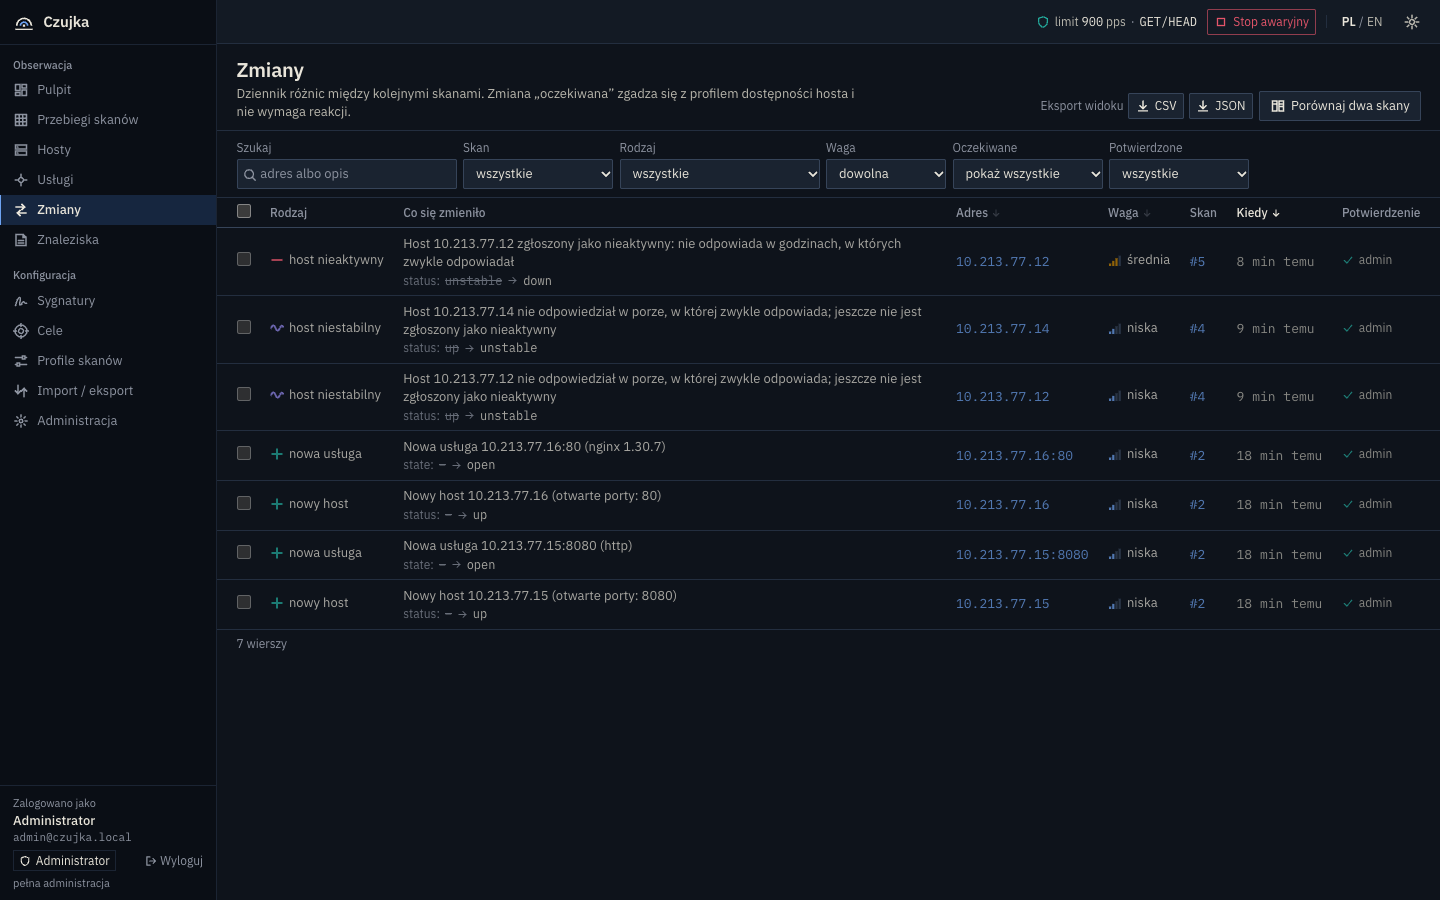 Czujka
limit 900 pps · GET/HEAD
Stop awaryjny
PL / EN
Obserwacja
Pulpit
Przebiegi skanów
Hosty
Usługi
Zmiany
Znaleziska
Konfiguracja
Sygnatury
Cele
Profile skanów
Import / eksport
Administracja
Zalogowano jako
Administrator
admin@czujka.local
Administrator
Wyloguj
pełna administracja
Zmiany
Dziennik różnic między kolejnymi skanami. Zmiana „oczekiwana” zgadza się z profilem dostępności hosta i
nie wymaga reakcji.
Eksport widoku
CSV
JSON
Porównaj dwa skany
Szukaj Skan Rodzaj Waga Oczekiwane Potwierdzone
adres albo opis wszystkie wszystkie dowolna pokaż wszystkie wszystkie
Rodzaj Co się zmieniło Adres ↓ Waga ↓ Skan Kiedy ↓ Potwierdzenie
host nieaktywny
Host 10.213.77.12 zgłoszony jako nieaktywny: nie odpowiada w godzinach, w których
zwykle odpowiadał
status: unstable → down
10.213.77.12 średnia #5 8 min temu admin
host niestabilny
Host 10.213.77.14 nie odpowiedział w porze, w której zwykle odpowiada; jeszcze nie jest
zgłoszony jako nieaktywny
status: up → unstable
10.213.77.14 niska #4 9 min temu admin
host niestabilny
Host 10.213.77.12 nie odpowiedział w porze, w której zwykle odpowiada; jeszcze nie jest
zgłoszony jako nieaktywny
status: up → unstable
10.213.77.12 niska #4 9 min temu admin
nowa usługa
Nowa usługa 10.213.77.16:80 (nginx 1.30.7)
state: — → open
10.213.77.16:80 niska #2 18 min temu admin
nowy host
Nowy host 10.213.77.16 (otwarte porty: 80)
status: — → up
10.213.77.16 niska #2 18 min temu admin
nowa usługa
Nowa usługa 10.213.77.15:8080 (http)
state: — → open
10.213.77.15:8080 niska #2 18 min temu admin
nowy host
Nowy host 10.213.77.15 (otwarte porty: 8080)
status: — → up
10.213.77.15 niska #2 18 min temu admin
7 wierszy